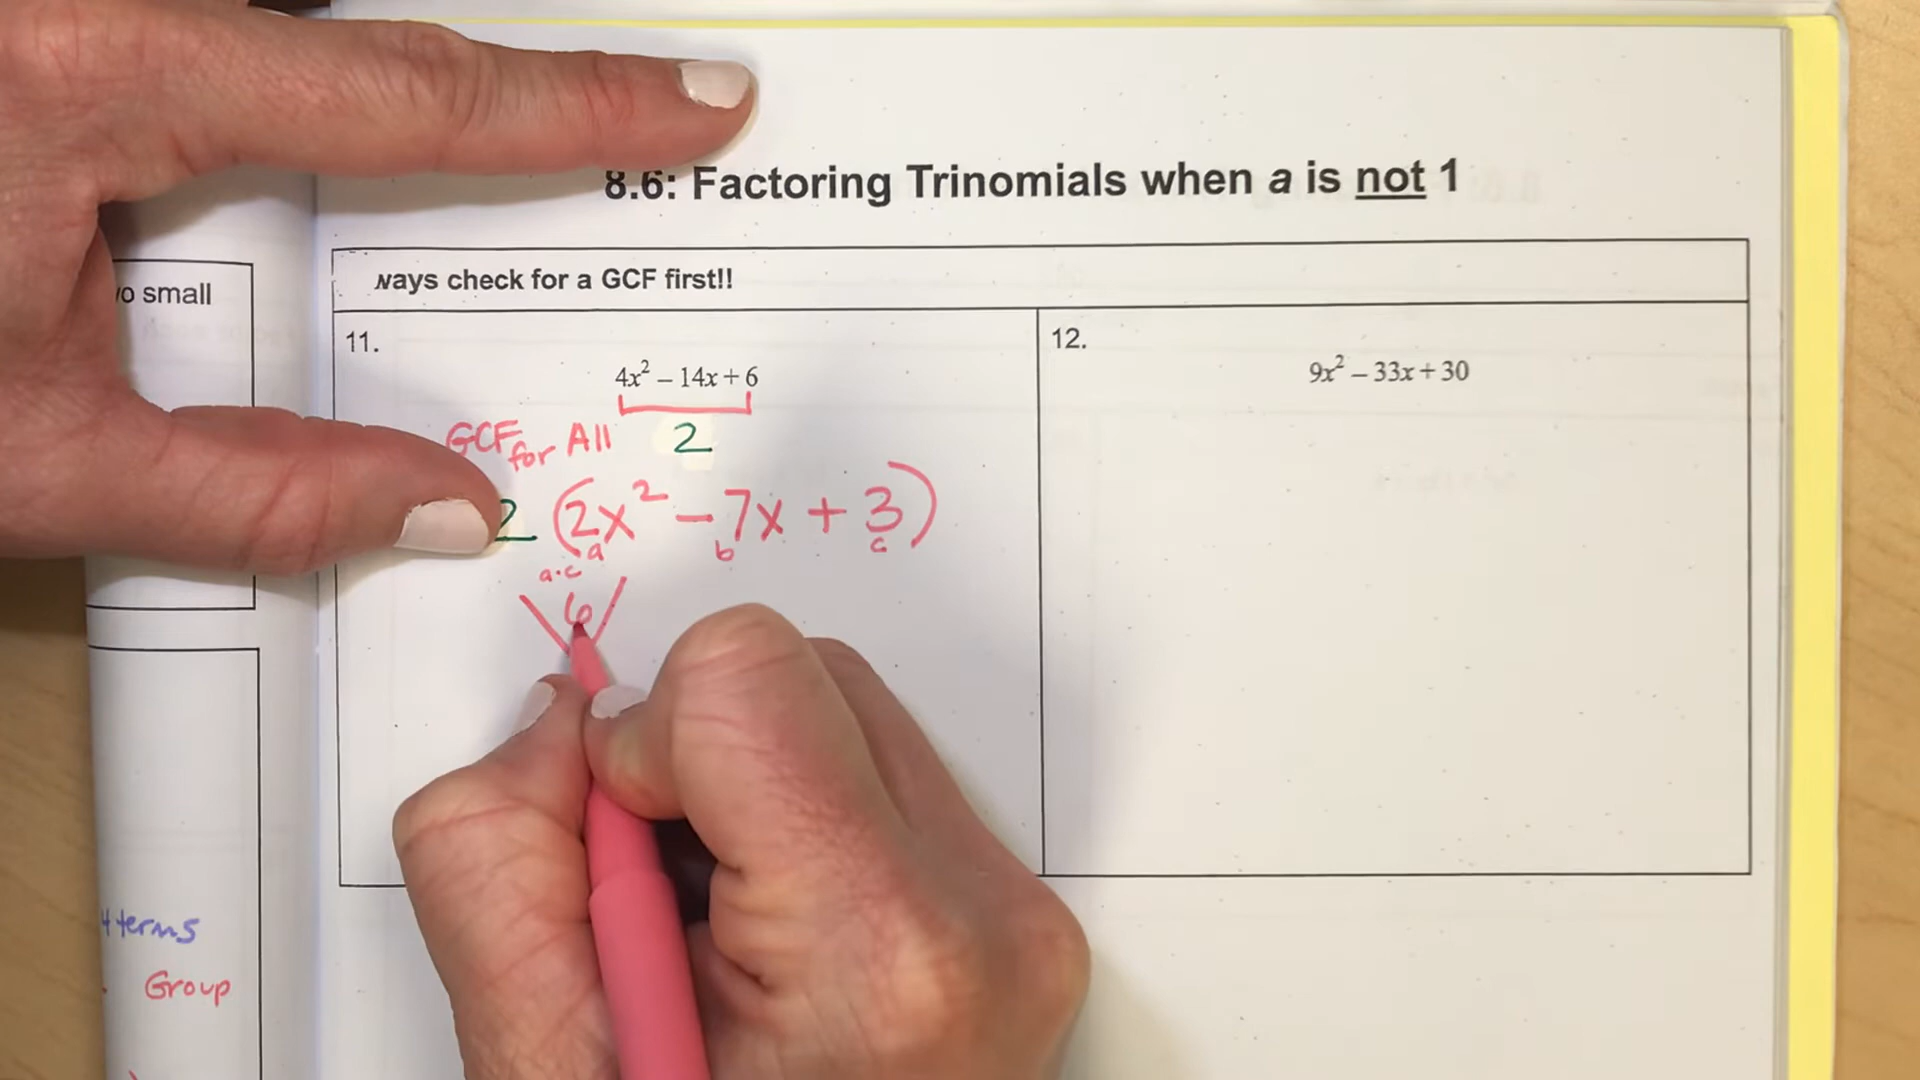 8.6: Factoring Trinomials when a is not 1
ways check for a GCF first!!
11.
4x² – 14x + 6
GCF for All 2
2 (2x² – 7x + 3)
a b c
a·c
6
12.
9x² – 33x + 30
small
4 terms
Group